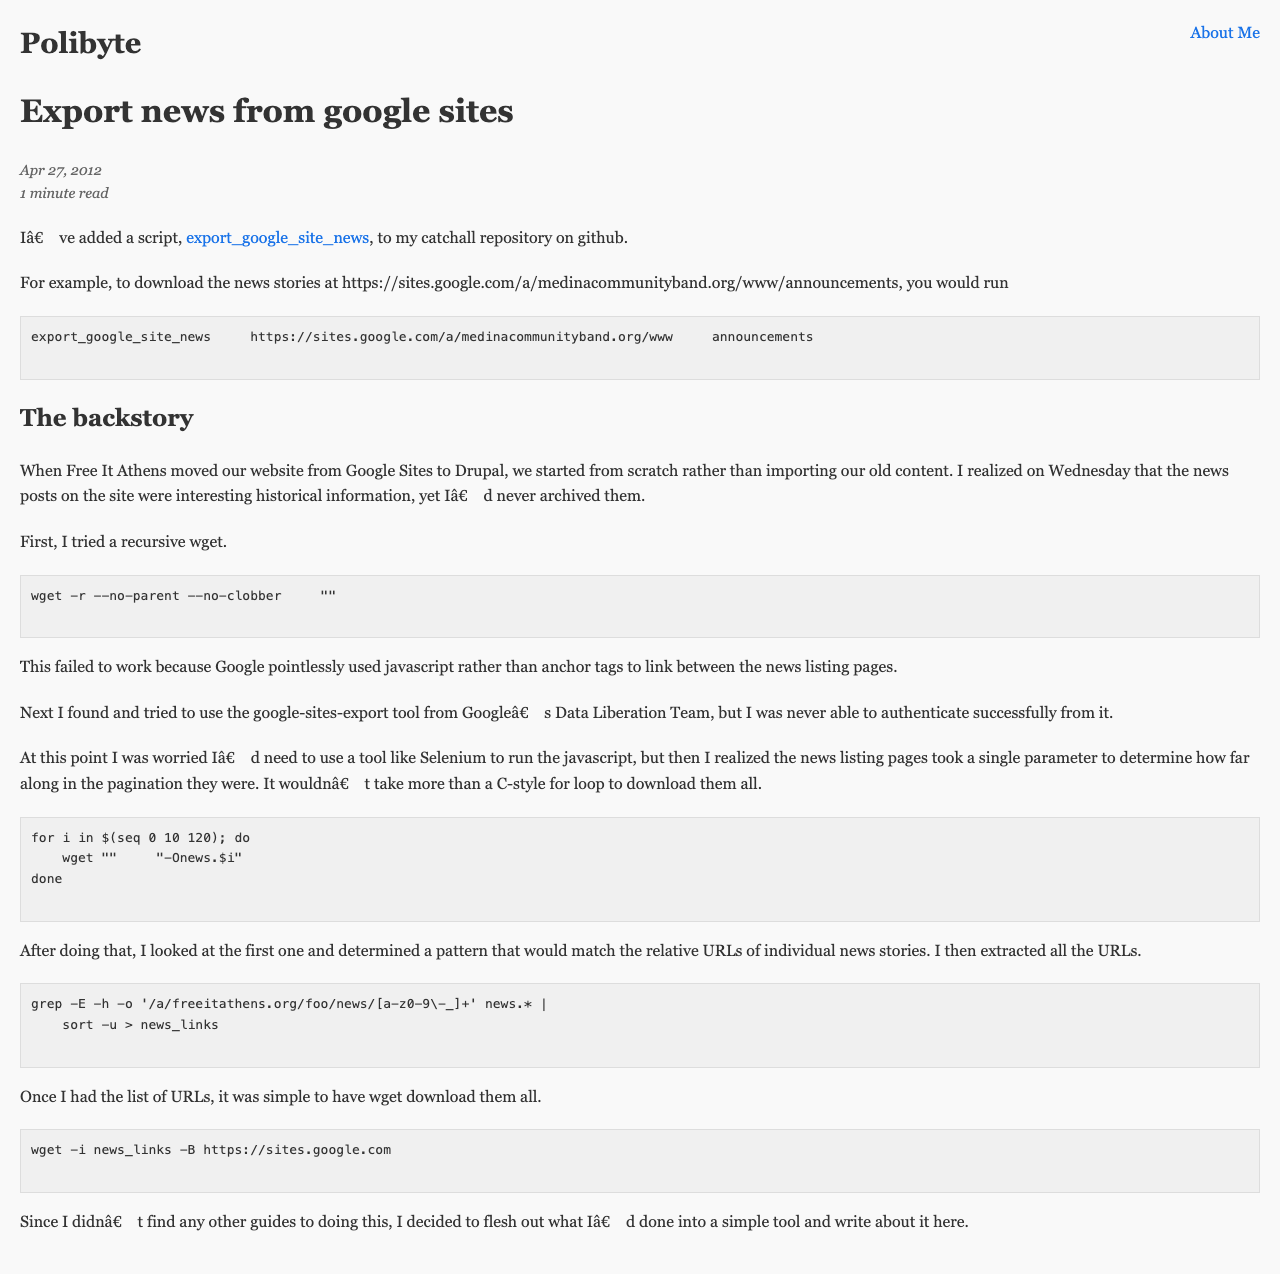 Polibyte
About Me
Export news from google sites
Apr 27, 2012
1 minute read
Iâ€ ve added a script, export_google_site_news, to my catchall repository on github.
For example, to download the news stories at https://sites.google.com/a/medinacommunityband.org/www/announcements, you would run
export_google_site_news     https://sites.google.com/a/medinacommunityband.org/www     announcements
The backstory
When Free It Athens moved our website from Google Sites to Drupal, we started from scratch rather than importing our old content. I realized on Wednesday that the news
posts on the site were interesting historical information, yet Iâ€ d never archived them.
First, I tried a recursive wget.
wget -r --no-parent --no-clobber     ""
This failed to work because Google pointlessly used javascript rather than anchor tags to link between the news listing pages.
Next I found and tried to use the google-sites-export tool from Googleâ€ s Data Liberation Team, but I was never able to authenticate successfully from it.
At this point I was worried Iâ€ d need to use a tool like Selenium to run the javascript, but then I realized the news listing pages took a single parameter to determine how far
along in the pagination they were. It wouldnâ€ t take more than a C-style for loop to download them all.
for i in $(seq 0 10 120); do
    wget ""     "-Onews.$i"
done
After doing that, I looked at the first one and determined a pattern that would match the relative URLs of individual news stories. I then extracted all the URLs.
grep -E -h -o '/a/freeitathens.org/foo/news/[a-z0-9\-_]+' news.* |
    sort -u > news_links
Once I had the list of URLs, it was simple to have wget download them all.
wget -i news_links -B https://sites.google.com
Since I didnâ€ t find any other guides to doing this, I decided to flesh out what Iâ€ d done into a simple tool and write about it here.